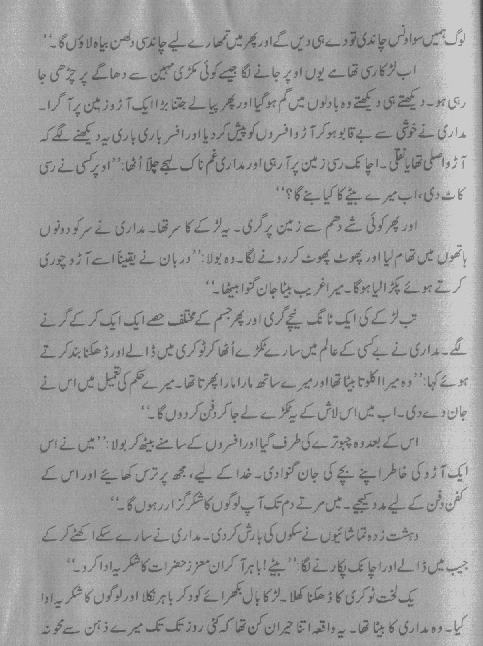 لوگ ہمیں سو اونس چاندی تو دے ہی دیں گے اور پھر میں تمھارے لیے چاند سی دلھن بیاہ لاؤں گا۔‘‘
اب لڑکا رسی تھامے یوں اوپر جانے لگا جیسے کوئی مکڑی مہین سے دھاگے پر چڑھی جا
رہی ہو۔ دیکھتے ہی دیکھتے وہ بادلوں میں گم ہو گیا اور پھر پیالے جتنا بڑا ایک آڑو زمین پر آ گرا۔
مداری نے خوشی سے بے قابو ہو کر آڑو افسروں کو پیش کر دیا اور افسر باری باری یہ دیکھنے لگے کہ
آڑو اصلی تھا یا نقلی۔ اچانک رسی زمین پر آ رہی اور مداری غم ناک لہجے چلّا اُٹھا: ’’اوپر کسی نے رسی
کاٹ دی، اب میرے بیٹے کا کیا بنے گا؟‘‘
اور پھر کوئی شے دھم سے زمین پر گری۔ یہ لڑکے کا سر تھا۔ مداری نے سر کو دونوں
ہاتھوں میں تھام لیا اور پھوٹ پھوٹ کر رونے لگا۔ وہ بولا: ’’دربان نے یقیناً اسے آڑو چوری
کرتے ہوئے پکڑ لیا ہو گا۔ میرا غریب بیٹا جان گنوا بیٹھا۔‘‘
تب لڑکے کی ایک ٹانگ نیچے گری اور پھر جسم کے مختلف حصے ایک ایک کر کے گرنے
لگے۔ مداری نے بے کسی کے عالم میں سارے ٹکڑے اُٹھا کر ٹوکری میں ڈالے اور ڈھکنا بند کرتے
ہوئے کہا: ’’وہ میرا اکلوتا بیٹا تھا اور میرے ساتھ مارا مارا پھرتا تھا۔ میرے حکم کی تعمیل میں اس نے
جان دے دی۔ اب میں اس لاش کے یہ ٹکڑے لے جا کر دفن کر دوں گا۔‘‘
اس کے بعد وہ چبوترے کی طرف گیا اور افسروں کے سامنے بیٹھ کر بولا: ’’میں نے اس
ایک آڑو کی خاطر اپنے بچے کی جان گنوا دی۔ خدا کے لیے، مجھ پر ترس کھائیے اور اس کے
کفن دفن کے لیے مدد کیجیے۔ میں مرتے دم تک آپ لوگوں کا شکر گزار رہوں گا۔‘‘
دہشت زدہ تماشائیوں نے سکوں کی بارش کر دی۔ مداری نے سارے سکے اکٹھے کر کے
جیب میں ڈالے اور اچانک پکارنے لگا: ’’بیٹے! باہر آ کر ان معزز حضرات کا شکریہ ادا کرو۔‘‘
یک لخت ٹوکری کا ڈھکنا کھلا۔ لڑکا بال بکھرائے کود کر باہر نکلا اور لوگوں کا شکریہ ادا
کیا۔ وہ مداری کا بیٹا تھا۔ یہ واقعہ اتنا حیران کن تھا کہ کئی روز تک تک میرے ذہن سے محو نہ